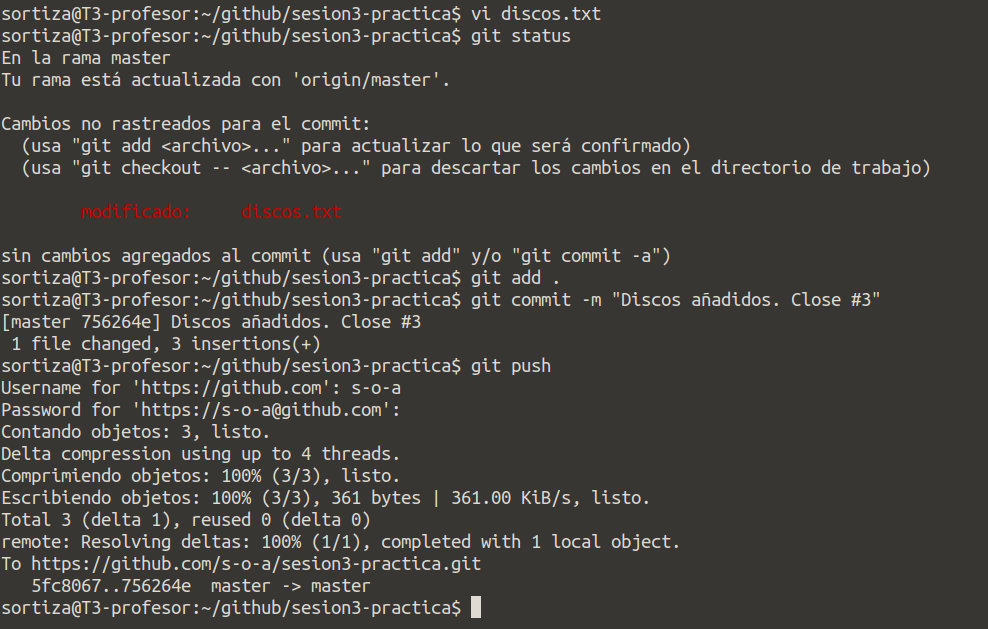 sortiza@T3-profesor:~/github/sesion3-practica$ vi discos.txt
sortiza@T3-profesor:~/github/sesion3-practica$ git status
En la rama master
Tu rama está actualizada con 'origin/master'.

Cambios no rastreados para el commit:
  (usa "git add <archivo>..." para actualizar lo que será confirmado)
  (usa "git checkout -- <archivo>..." para descartar los cambios en el directorio de trabajo)

        modificado:     discos.txt

sin cambios agregados al commit (usa "git add" y/o "git commit -a")
sortiza@T3-profesor:~/github/sesion3-practica$ git add .
sortiza@T3-profesor:~/github/sesion3-practica$ git commit -m "Discos añadidos. Close #3"
[master 756264e] Discos añadidos. Close #3
 1 file changed, 3 insertions(+)
sortiza@T3-profesor:~/github/sesion3-practica$ git push
Username for 'https://github.com': s-o-a
Password for 'https://s-o-a@github.com':
Contando objetos: 3, listo.
Delta compression using up to 4 threads.
Comprimiendo objetos: 100% (3/3), listo.
Escribiendo objetos: 100% (3/3), 361 bytes | 361.00 KiB/s, listo.
Total 3 (delta 1), reused 0 (delta 0)
remote: Resolving deltas: 100% (1/1), completed with 1 local object.
To https://github.com/s-o-a/sesion3-practica.git
   5fc8067..756264e  master -> master
sortiza@T3-profesor:~/github/sesion3-practica$